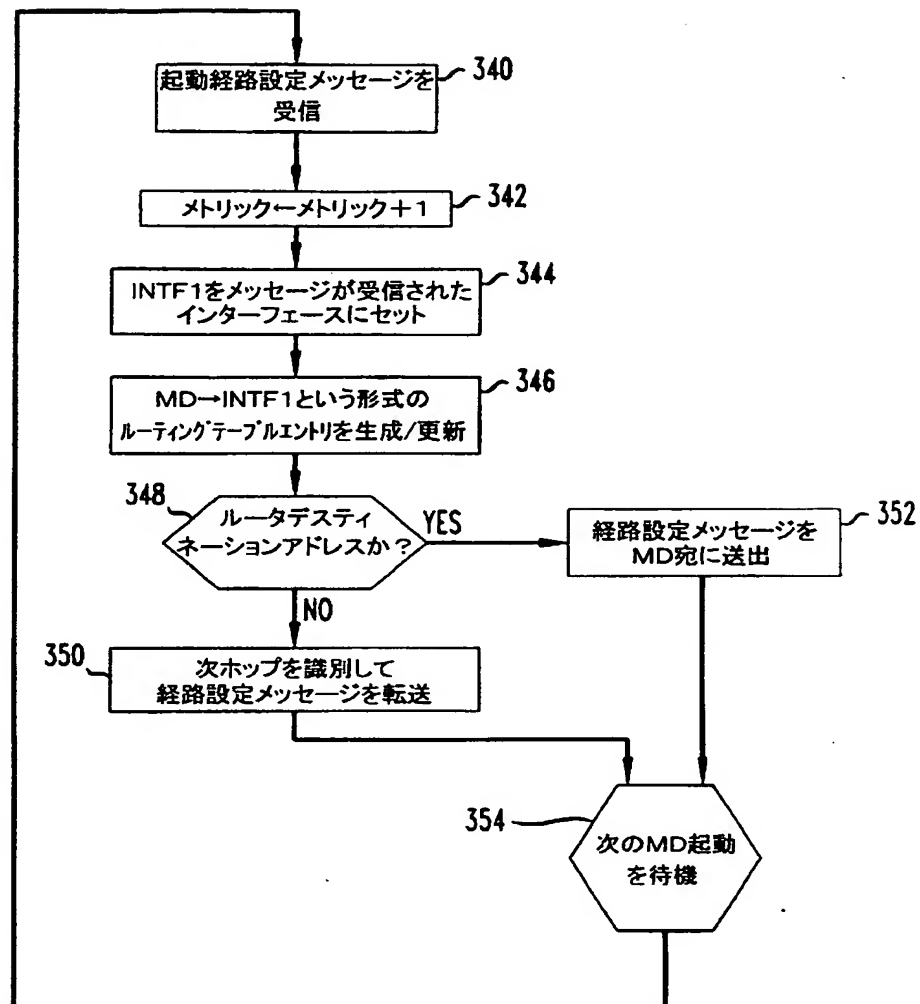 起動経路設定メッセージを
受信
340
メトリック←メトリック+1
342
INTF1をメッセージが受信された
インターフェースにセット
344
MD→INTF1という形式の
ルーティングテーブルエントリを生成/更新
346
348
ルータデスティ
ネーションアドレスか?
YES
NO
経路設定メッセージを
MD宛に送出
352
350
次ホップを識別して
経路設定メッセージを転送
354
次のMD起動
を待機